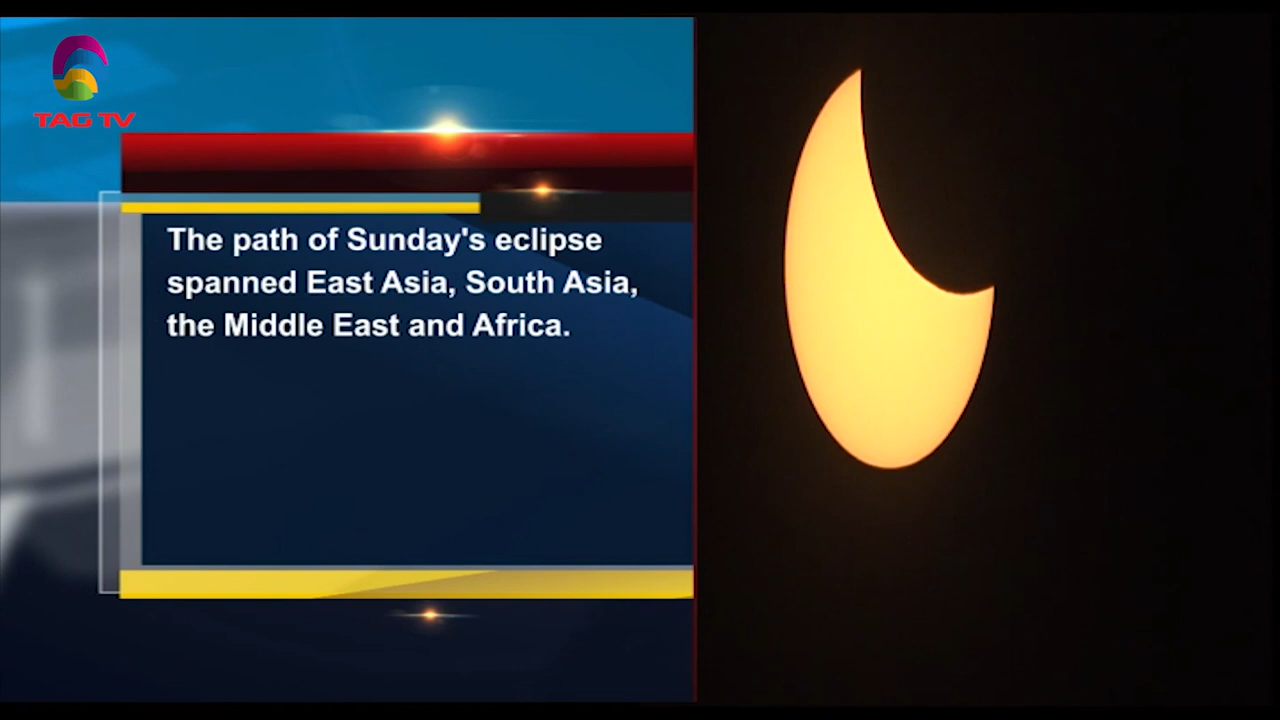 TAG TV
The path of Sunday's eclipse
spanned East Asia, South Asia,
the Middle East and Africa.